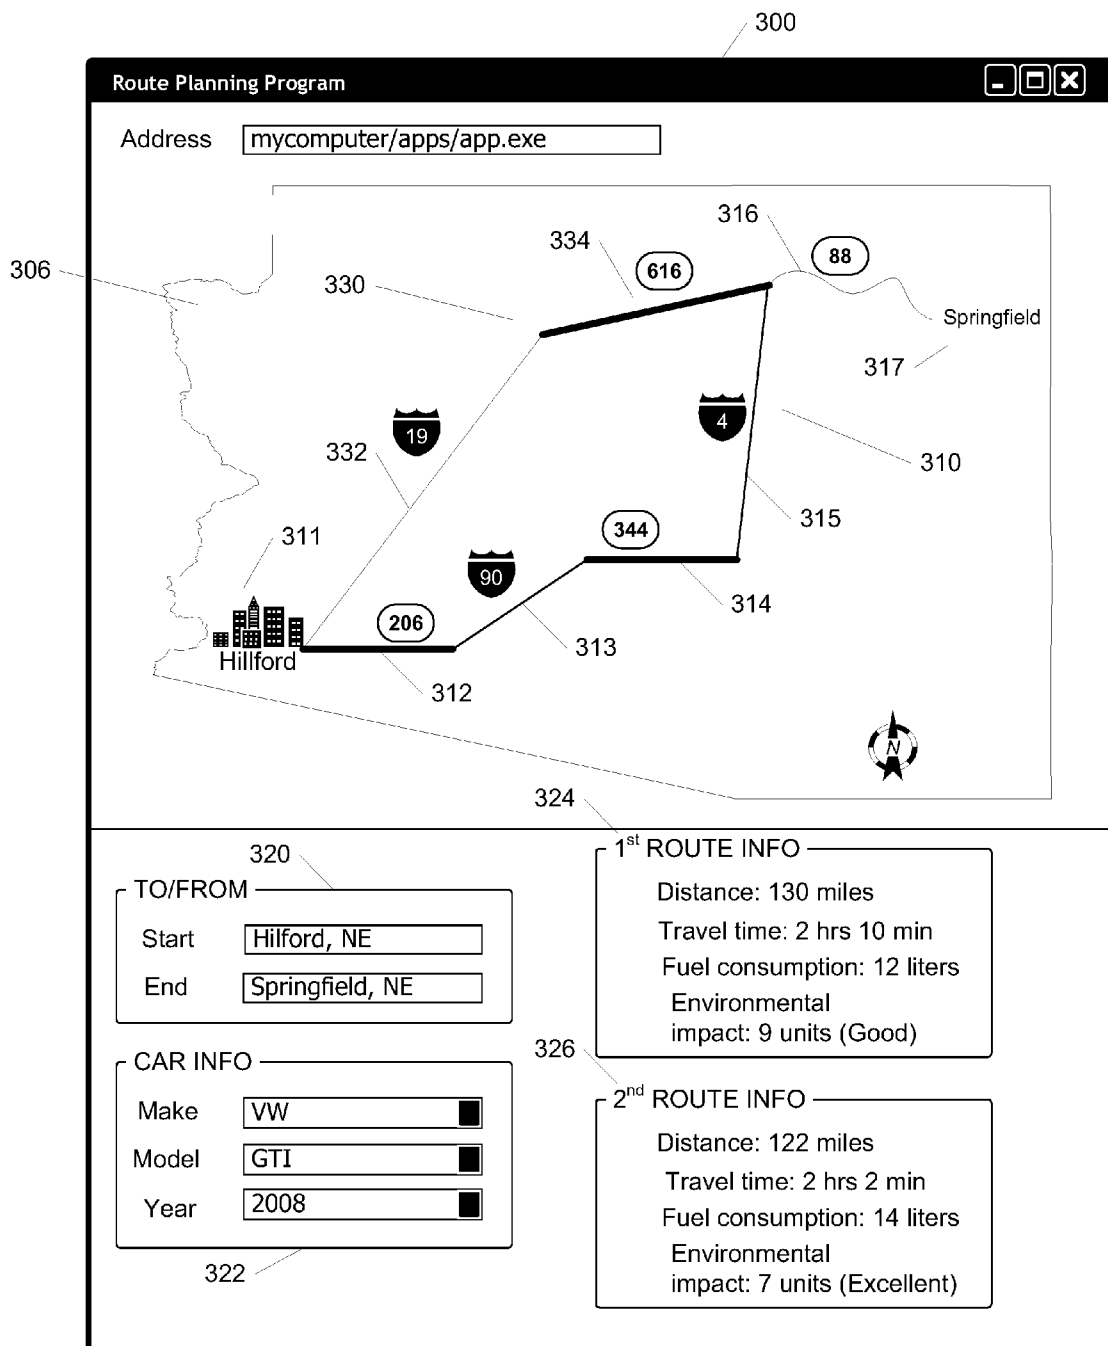 300
Route Planning Program
Address mycomputer/apps/app.exe
316
334
88
616
306
330
Springfield
317
4
19
332
310
315
311
344
90
314
206
313
Hillford
312
N
324
320
TO/FROM
Start Hilford, NE
End Springfield, NE
CAR INFO
Make VW
Model GTI
Year 2008
322
1st ROUTE INFO
Distance: 130 miles
Travel time: 2 hrs 10 min
Fuel consumption: 12 liters
Environmental
impact: 9 units (Good)
326
2nd ROUTE INFO
Distance: 122 miles
Travel time: 2 hrs 2 min
Fuel consumption: 14 liters
Environmental
impact: 7 units (Excellent)